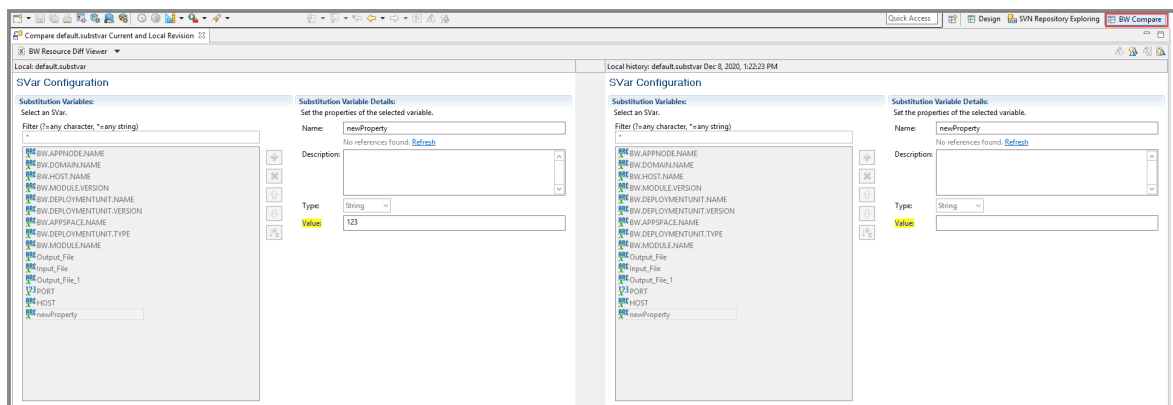 Quick Access
Design
SVN Repository Exploring
BW Compare
Compare default.substvar Current and Local Revision
BW Resource Diff Viewer
Local: default.substvar
SVar Configuration
Substitution Variables:
Select an SVar.
Filter (?=any character, *=any string)
*
BW.APPNODE.NAME
BW.DOMAIN.NAME
BW.HOST.NAME
BW.MODULE.VERSION
BW.DEPLOYMENTUNIT.NAME
BW.DEPLOYMENTUNIT.VERSION
BW.APPSPACE.NAME
BW.DEPLOYMENTUNIT.TYPE
BW.MODULE.NAME
Output_File
Input_File
Output_File_1
PORT
HOST
newProperty
Substitution Variable Details:
Set the properties of the selected variable.
Name: newProperty
No references found. Refresh
Description:
Type: String
Value: 123
Local history: default.substvar Dec 8, 2020, 1:22:23 PM
SVar Configuration
Substitution Variables:
Select an SVar.
Filter (?=any character, *=any string)
*
BW.APPNODE.NAME
BW.DOMAIN.NAME
BW.HOST.NAME
BW.MODULE.VERSION
BW.DEPLOYMENTUNIT.NAME
BW.DEPLOYMENTUNIT.VERSION
BW.APPSPACE.NAME
BW.DEPLOYMENTUNIT.TYPE
BW.MODULE.NAME
Output_File
Input_File
Output_File_1
PORT
HOST
newProperty
Substitution Variable Details:
Set the properties of the selected variable.
Name: newProperty
No references found. Refresh
Description:
Type: String
Value: